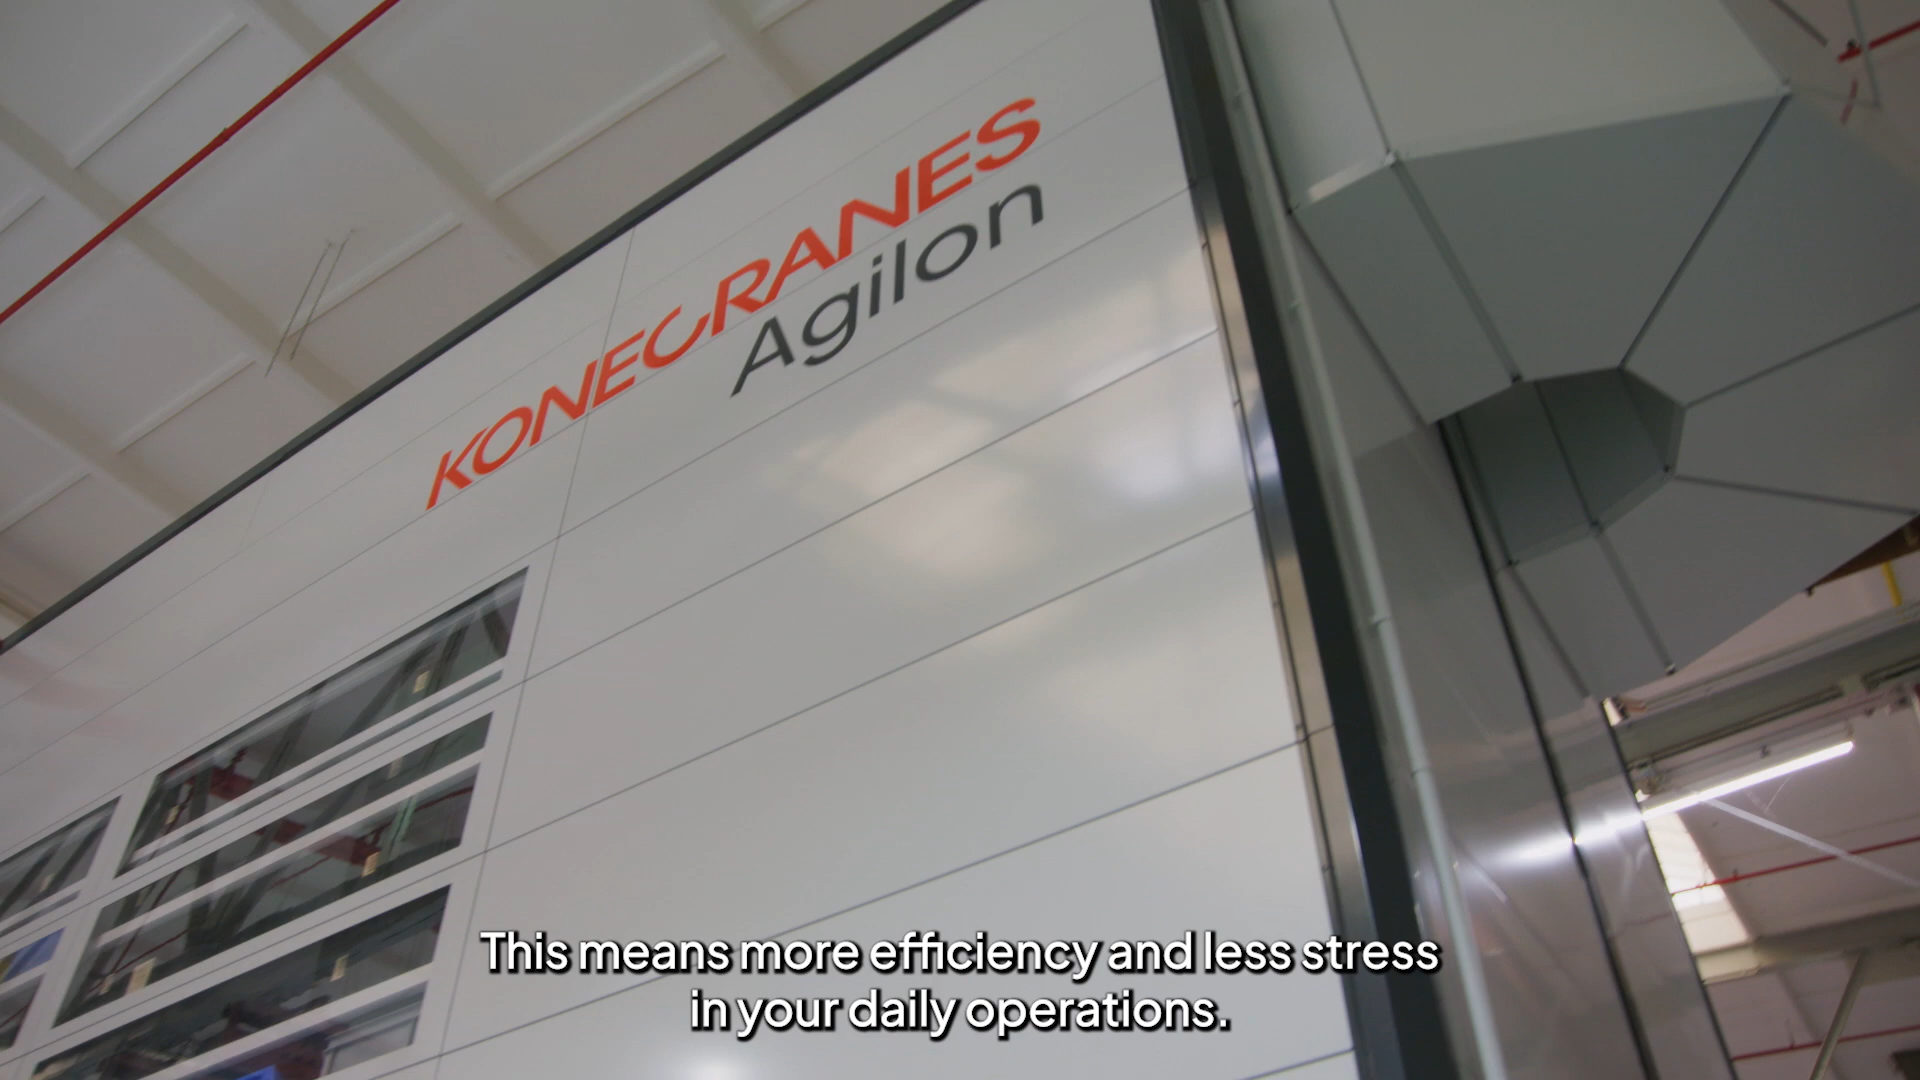 KONECRANES
Agilon
This means more efficiency and less stress
in your daily operations.